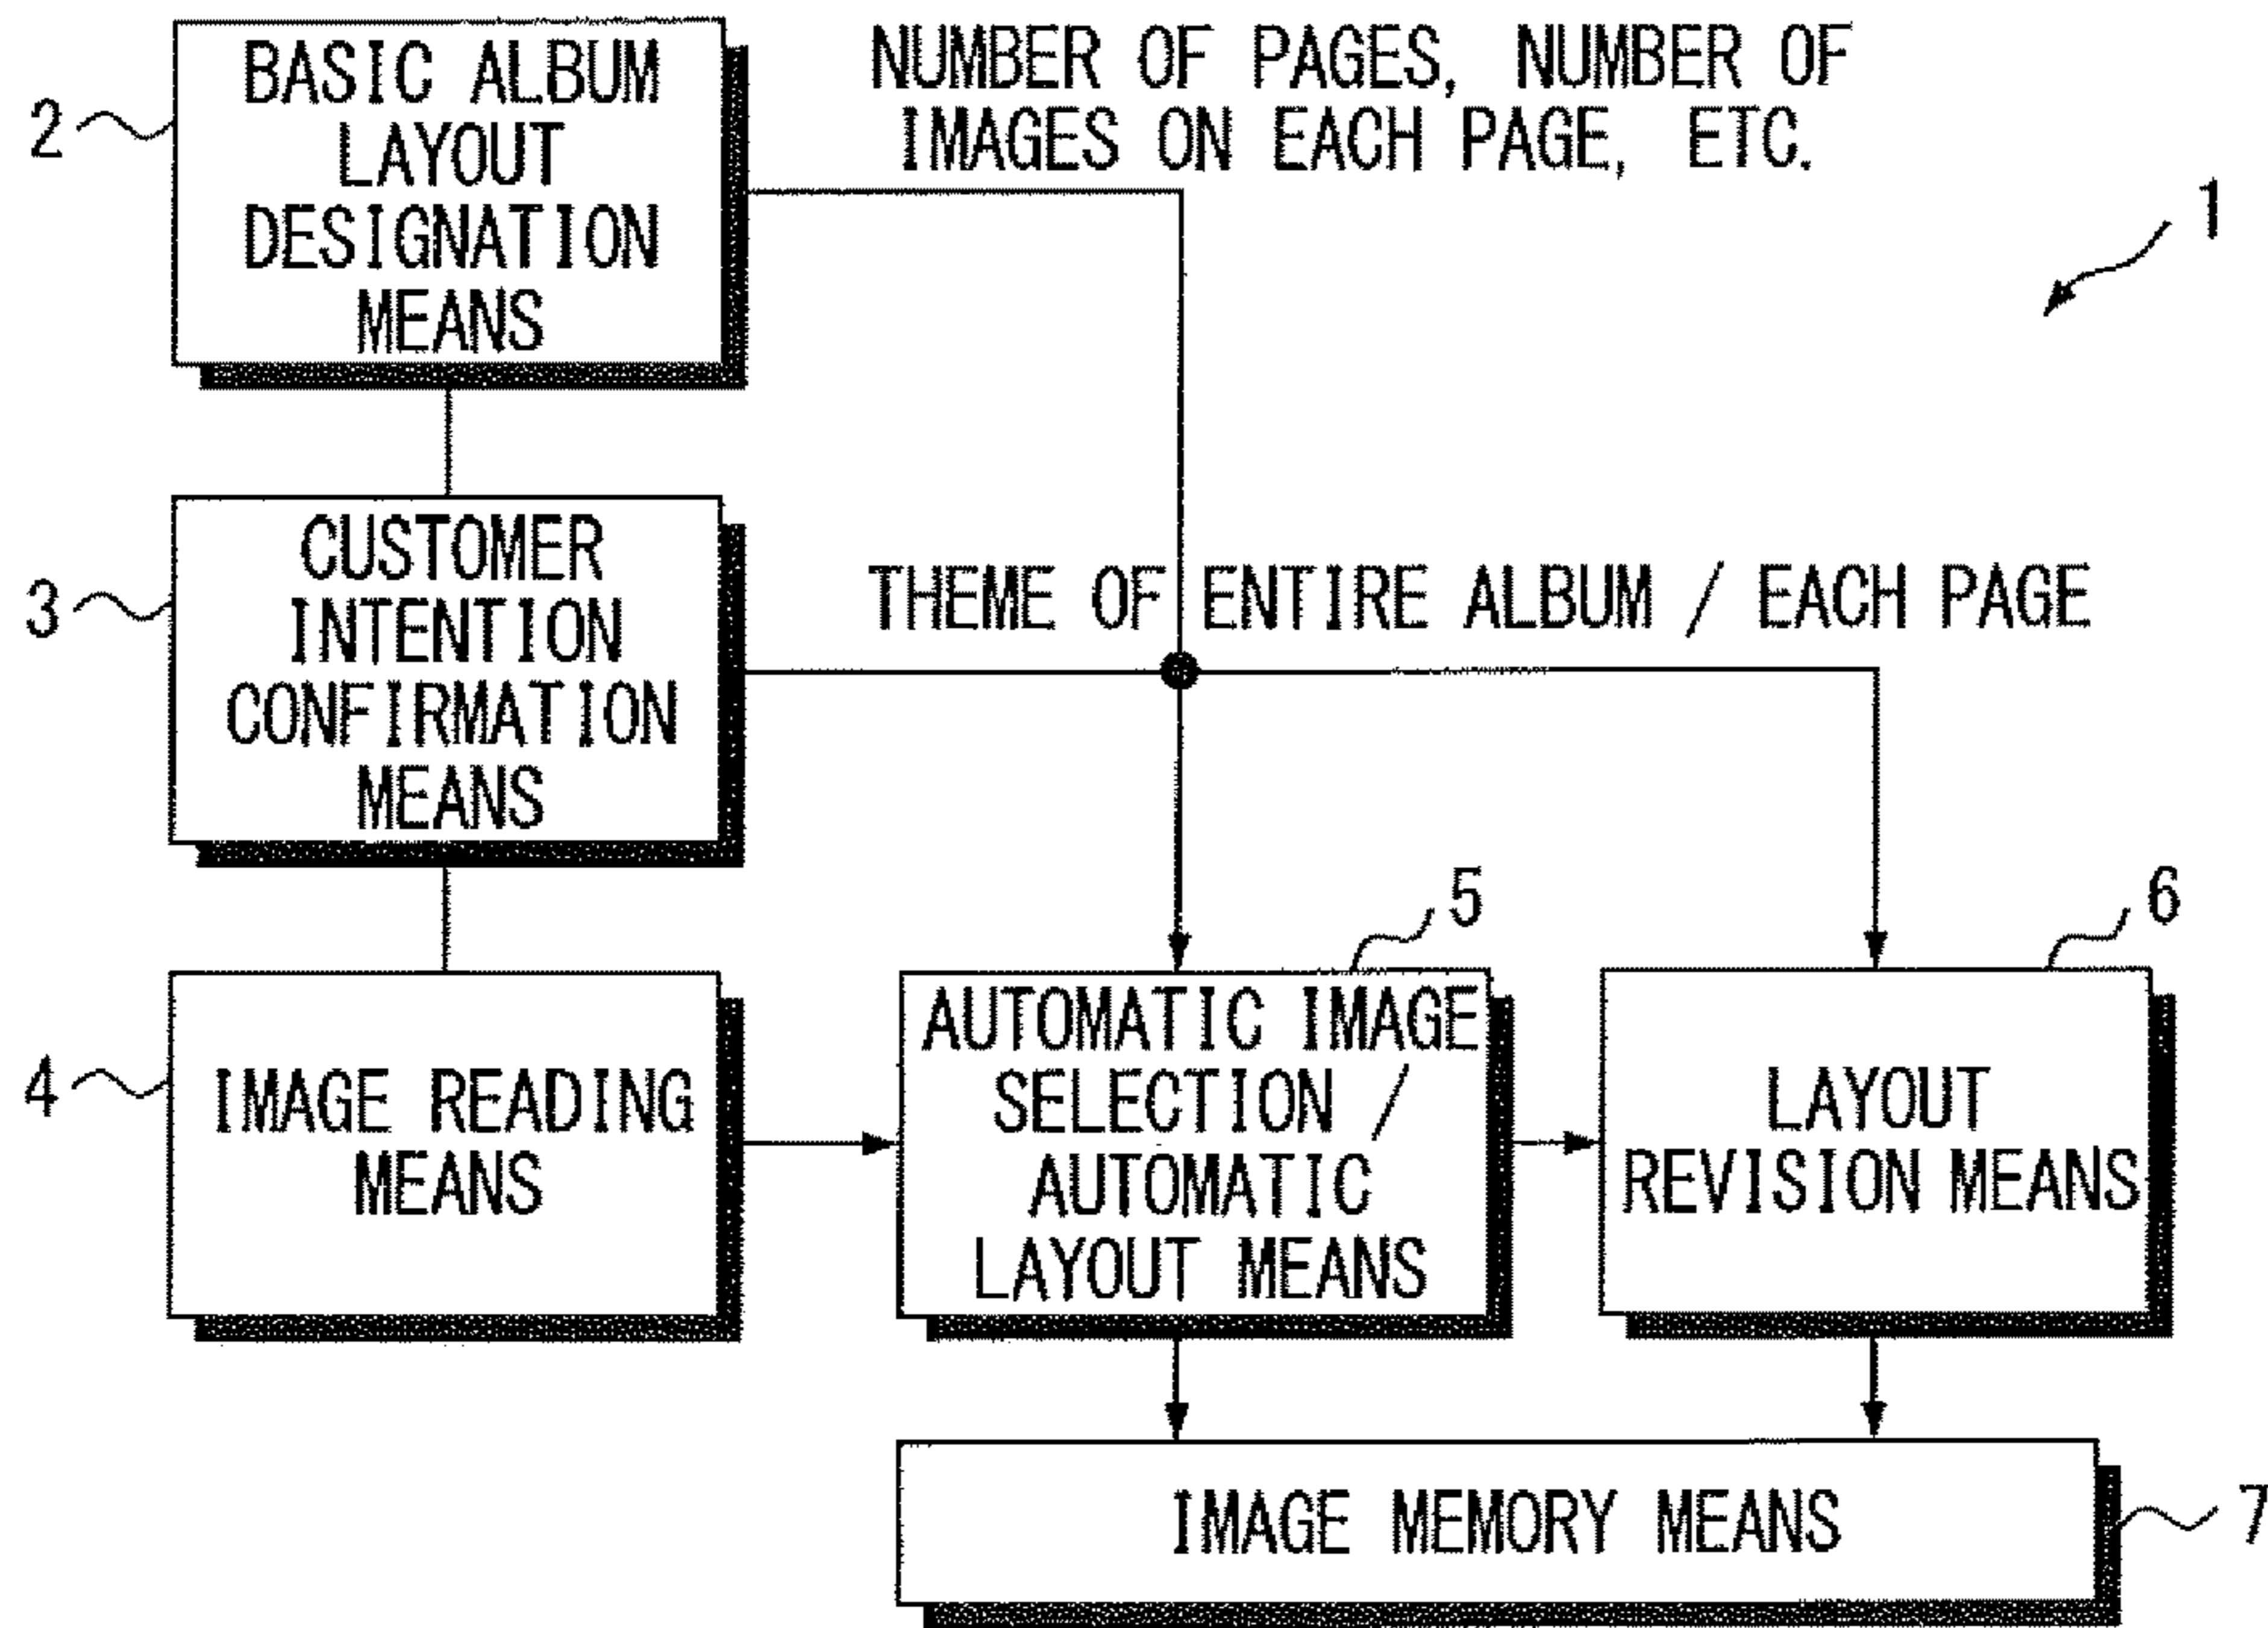 BASIC ALBUM
LAYOUT
DESIGNATION
MEANS
2
NUMBER OF PAGES, NUMBER OF
IMAGES ON EACH PAGE, ETC.
1
CUSTOMER
INTENTION
CONFIRMATION
MEANS
3
THEME OF ENTIRE ALBUM / EACH PAGE
4
IMAGE READING
MEANS
5
AUTOMATIC IMAGE
SELECTION /
AUTOMATIC
LAYOUT MEANS
6
LAYOUT
REVISION MEANS
IMAGE MEMORY MEANS
7